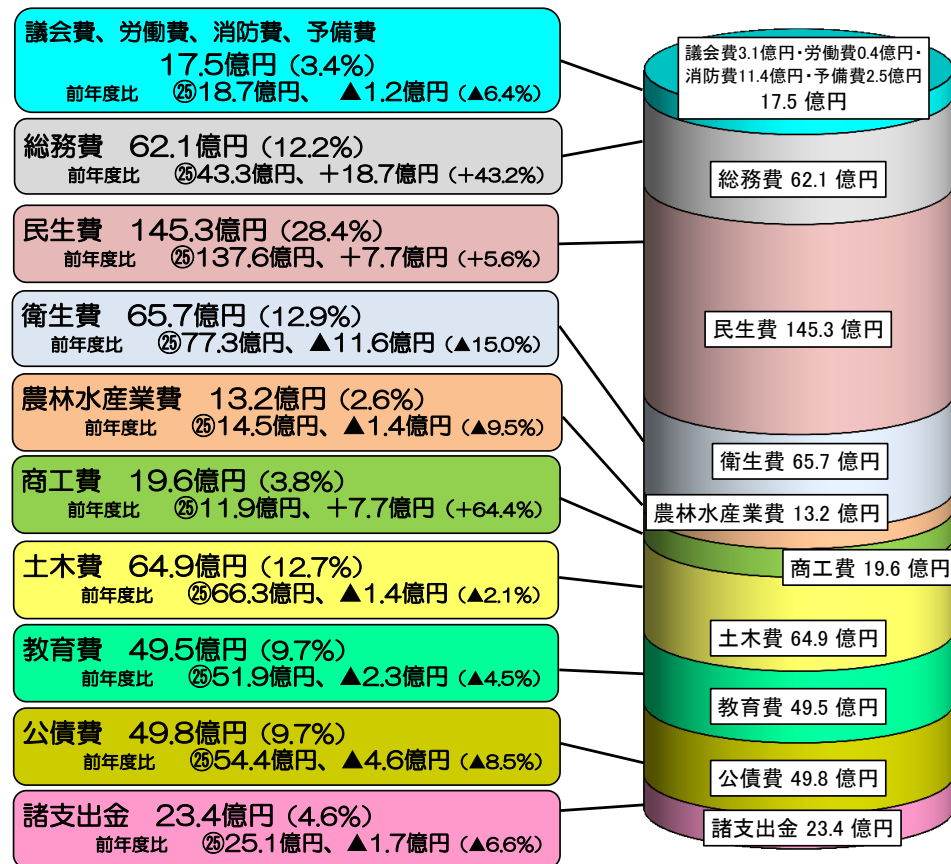 議会費、労働費、消防費、予備費
17.5億円（3.4%）
前年度比　㉕18.7億円、 ▲1.2億円（▲6.4%）
総務費　62.1億円（12.2%）
前年度比　㉕43.3億円、＋18.7億円（+43.2%）
民生費　145.3億円（28.4%）
前年度比　㉕137.6億円、＋7.7億円（+5.6%）
衛生費　65.7億円（12.9%）
前年度比　㉕77.3億円、▲11.6億円（▲15.0%）
農林水産業費　13.2億円（2.6%）
前年度比　㉕14.5億円、▲1.4億円（▲9.5%）
商工費　19.6億円（3.8%）
前年度比　㉕11.9億円、＋7.7億円（+64.4%）
土木費　64.9億円（12.7%）
前年度比　㉕66.3億円、▲1.4億円（▲2.1%）
教育費　49.5億円（9.7%）
前年度比　㉕51.9億円、▲2.3億円（▲4.5%）
公債費　49.8億円（9.7%）
前年度比　㉕54.4億円、▲4.6億円（▲8.5%）
諸支出金　23.4億円（4.6%）
前年度比　㉕25.1億円、▲1.7億円（▲6.6%）
議会費3.1億円・労働費0.4億円・
消防費11.4億円・予備費2.5億円
17.5 億円
総務費 62.1 億円
民生費 145.3 億円
衛生費 65.7 億円
農林水産業費 13.2 億円
商工費 19.6 億円
土木費 64.9 億円
教育費 49.5 億円
公債費 49.8 億円
諸支出金 23.4 億円